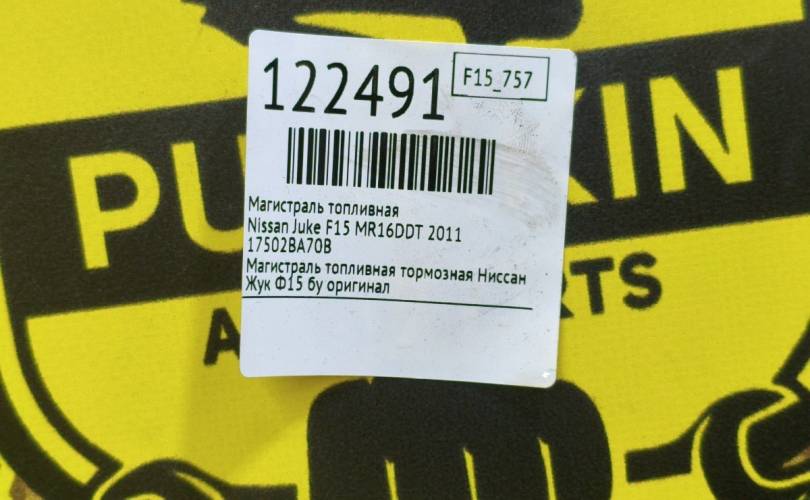 122491
F15_757
Магистраль топливная
Nissan Juke F15 MR16DDT 2011
17502BA70B
Магистраль топливная тормозная Ниссан
Жук Ф15 бу оригинал